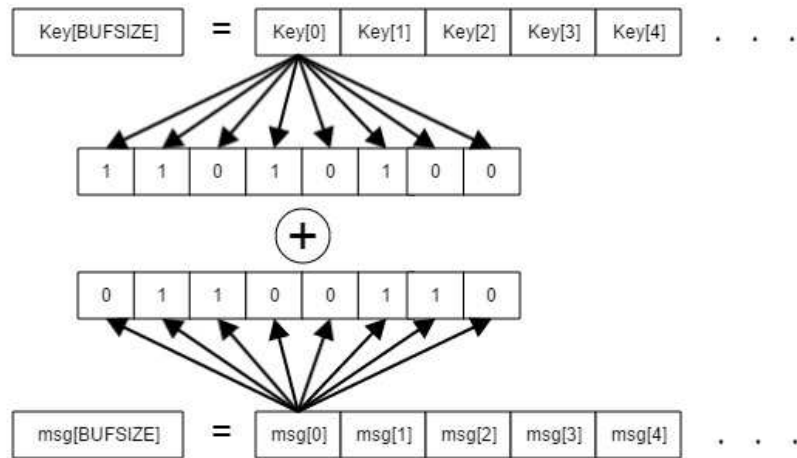 Key[BUFSIZE] = Key[0] Key[1] Key[2] Key[3] Key[4] . . .
1 1 0 1 0 1 0 0
+
0 1 1 0 0 1 1 0
msg[BUFSIZE] = msg[0] msg[1] msg[2] msg[3] msg[4] . . .